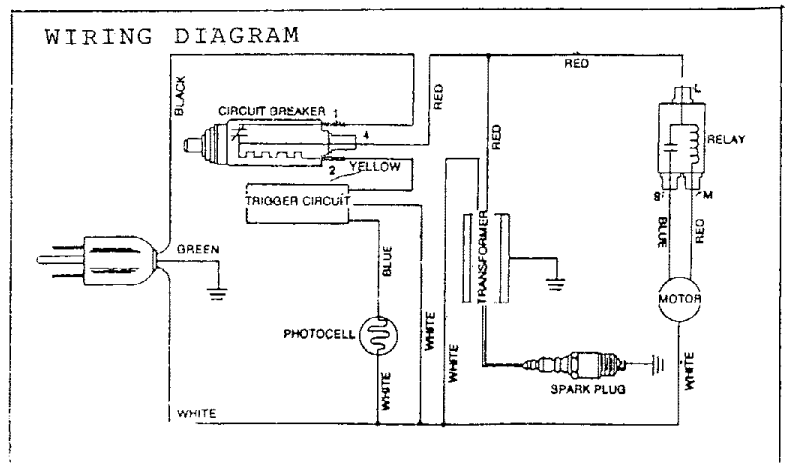 WIRING DIAGRAM
BLACK
CIRCUIT BREAKER
1
4
2
YELLOW
TRIGGER CIRCUIT
GREEN
BLUE
PHOTOCELL
WHITE
WHITE
WHITE
WHITE
RED
RED
RED
TRANSFORMER
SPARK PLUG
L
RELAY
S
M
BLUE
RED
MOTOR
WHITE